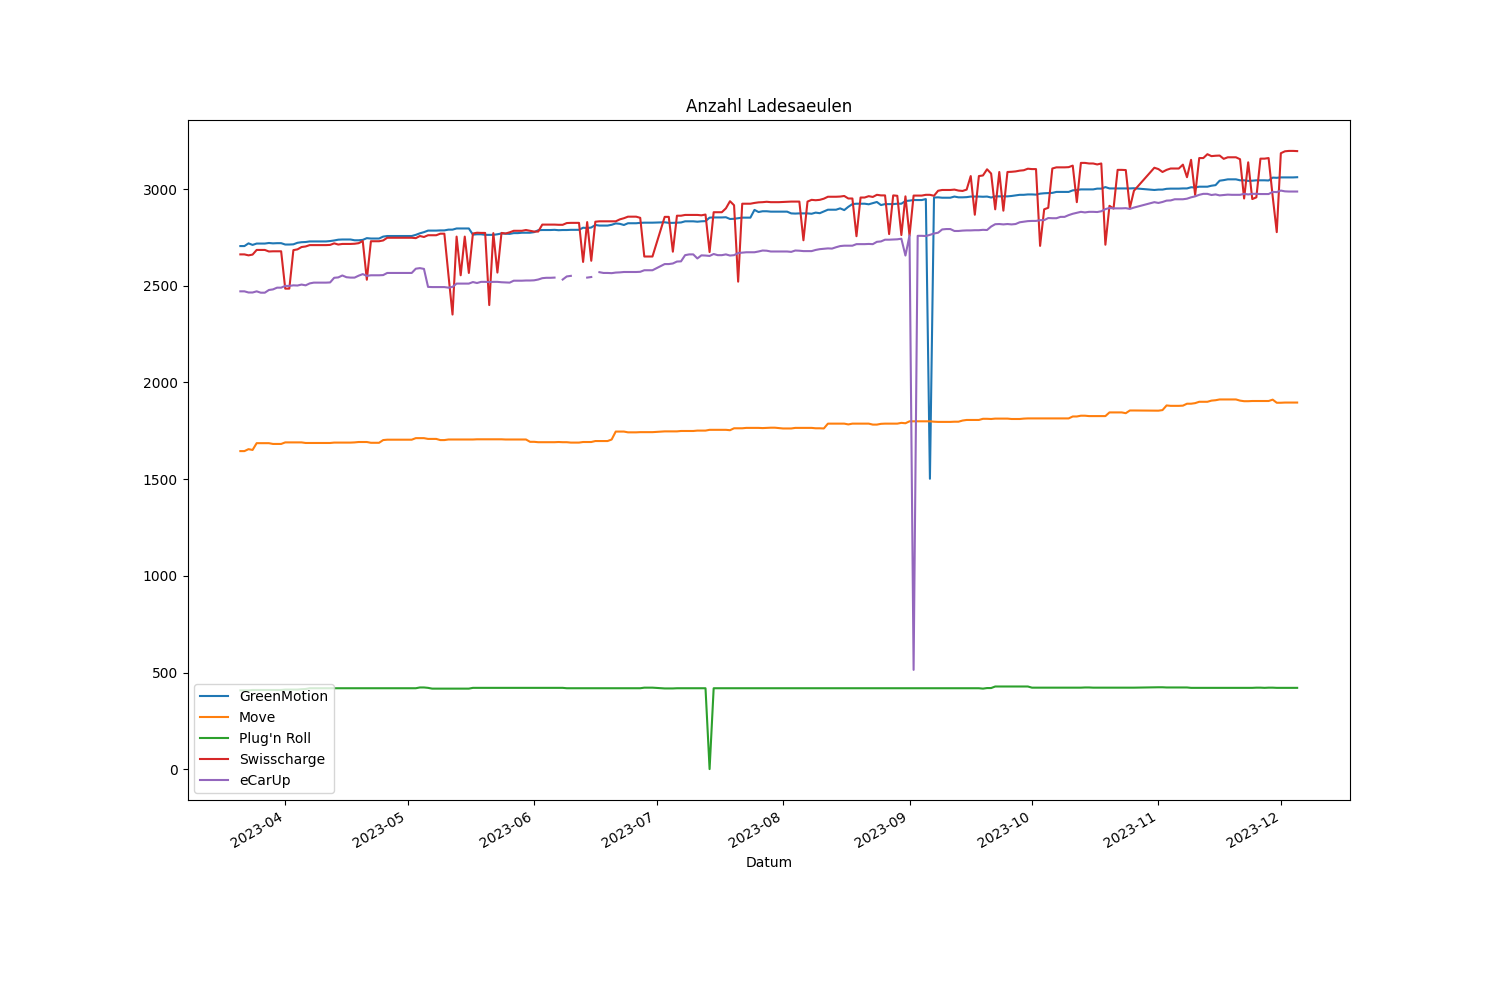 Anzahl Ladesaeulen
3000
2500
2000
1500
1000
500
0
GreenMotion
Move
Plug'n Roll
Swisscharge
eCarUp
2023-04
2023-05
2023-06
2023-07
2023-08
2023-09
2023-10
2023-11
2023-12
Datum